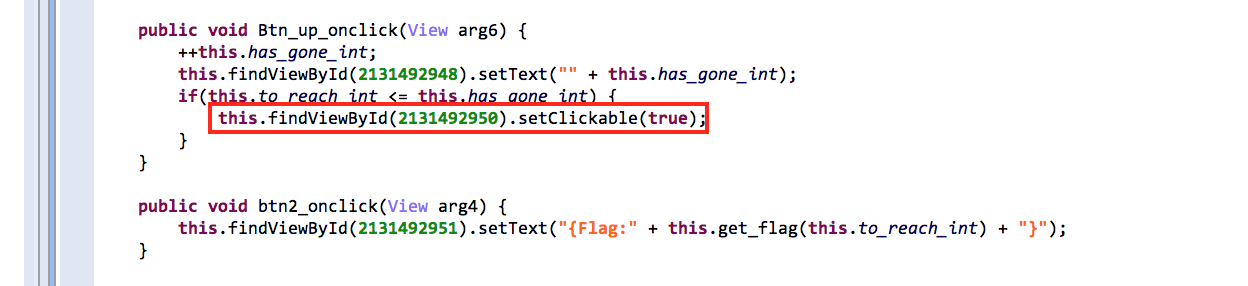 public void Btn_up_onclick(View arg6) {
++this.has_gone_int;
this.findViewById(2131492948).setText("" + this.has_gone_int);
if(this.to_reach_int <= this.has_gone_int) {
this.findViewById(2131492950).setClickable(true);
}
}
public void btn2_onclick(View arg4) {
this.findViewById(2131492951).setText("{Flag:" + this.get_flag(this.to_reach_int) + "}");
}